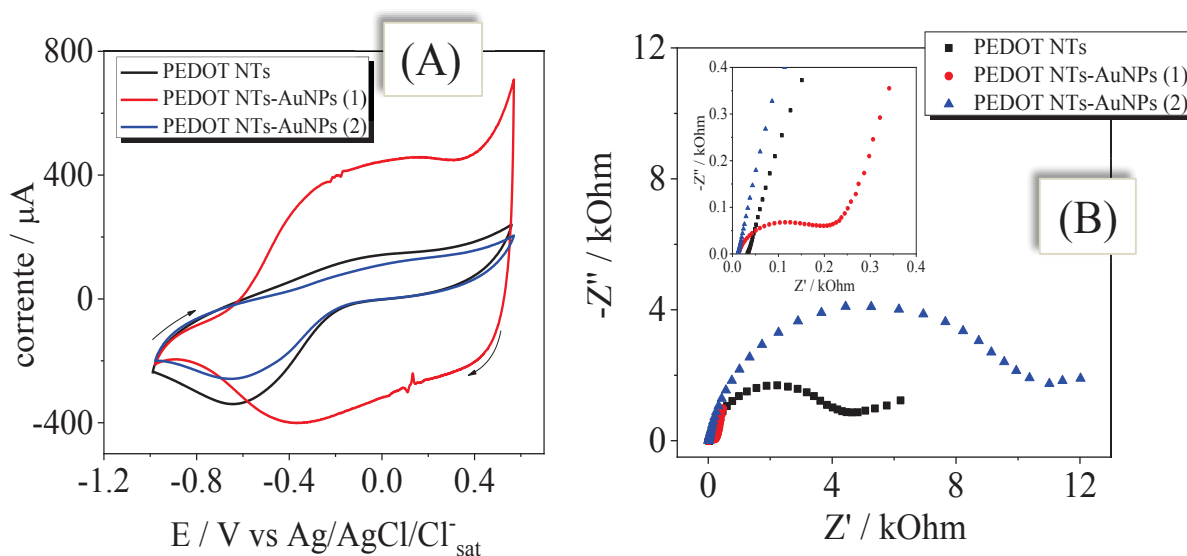 (A)
PEDOT NTs
PEDOT NTs-AuNPs (1)
PEDOT NTs-AuNPs (2)
800
400
0
-400
corrente / µA
-1.2 -0.8 -0.4 0.0 0.4
E / V vs Ag/AgCl/Cl⁻sat
(B)
PEDOT NTs
PEDOT NTs-AuNPs (1)
PEDOT NTs-AuNPs (2)
12
8
4
0
-Z'' / kOhm
0.4
0.3
0.2
0.1
0.0
-Z'' / kOhm
0.0 0.1 0.2 0.3 0.4
Z' / kOhm
0 4 8 12
Z' / kOhm